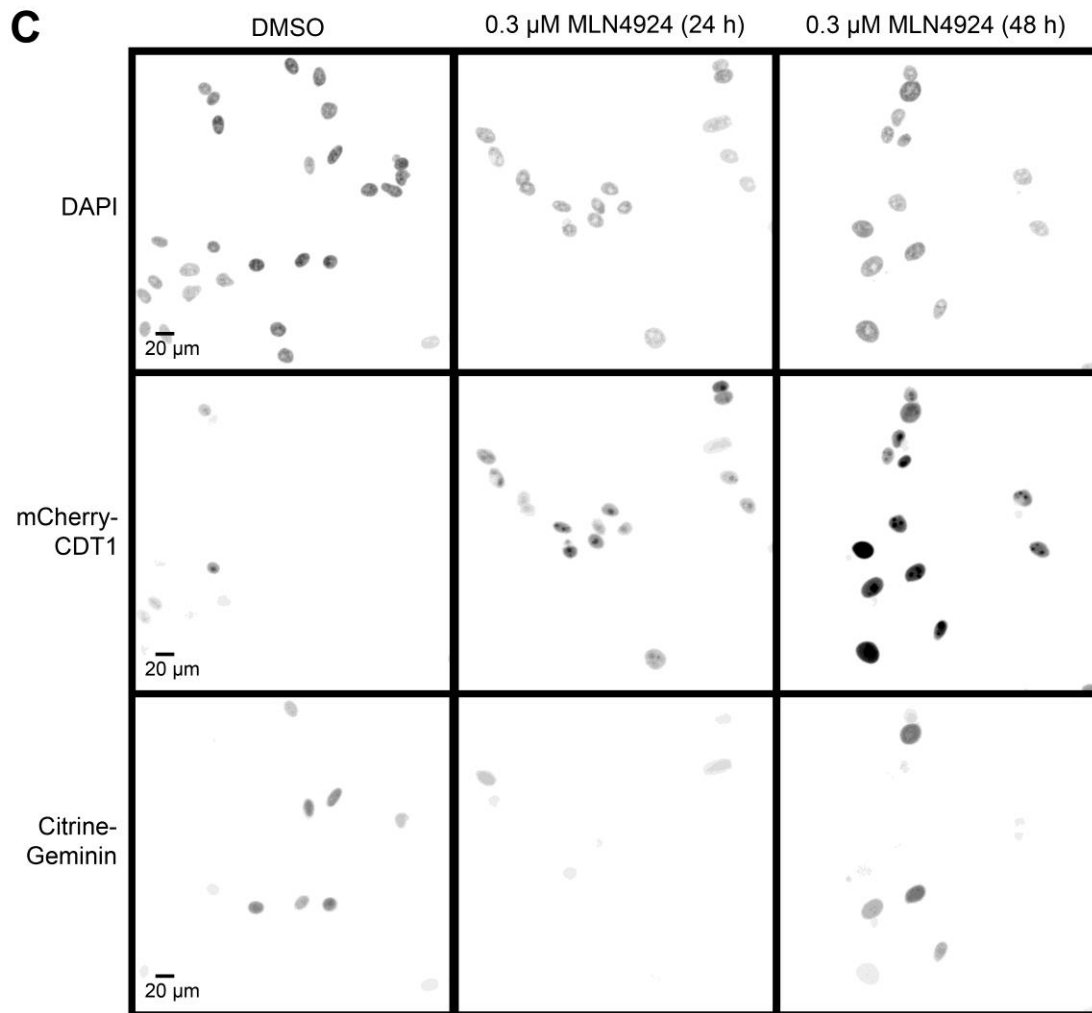 C
DMSO
0.3 µM MLN4924 (24 h)
0.3 µM MLN4924 (48 h)
DAPI
20 µm
mCherry-
CDT1
20 µm
Citrine-
Geminin
20 µm